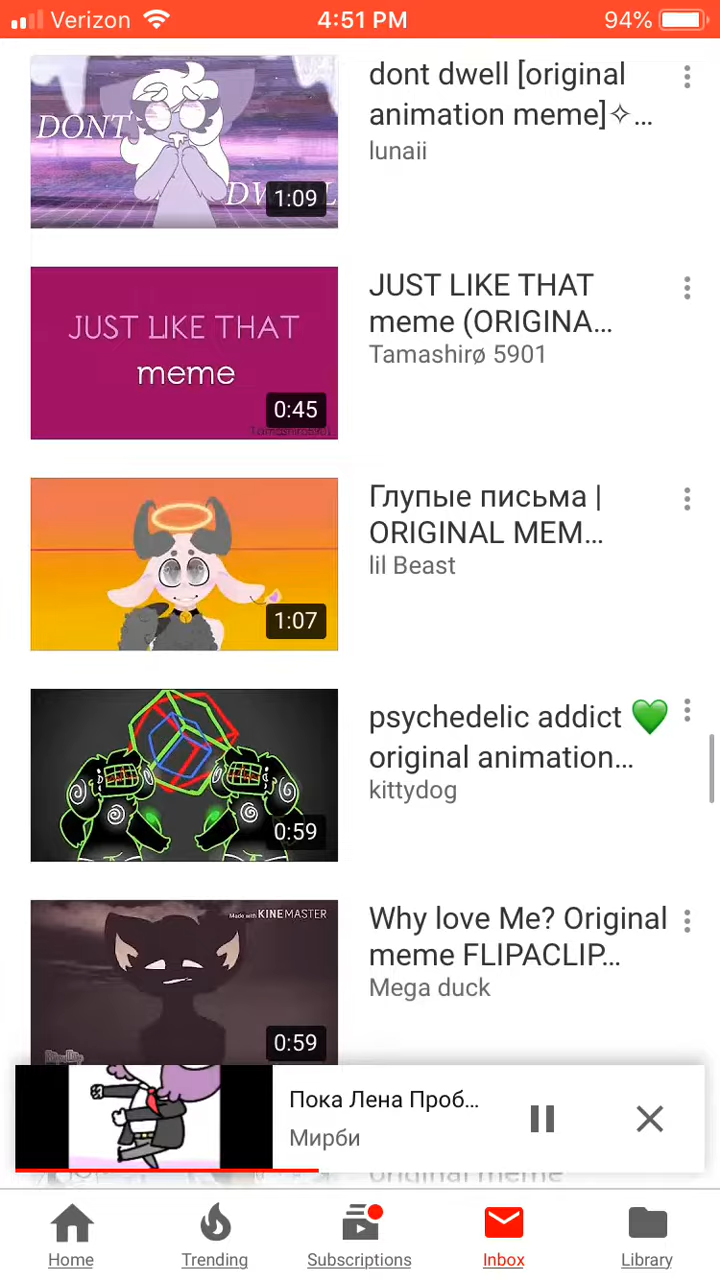 Verizon
4:51 PM
94%
DONT
DWELL
1:09
dont dwell [original
animation meme]✧...
lunaii
JUST LIKE THAT
meme
0:45
JUST LIKE THAT
meme (ORIGINA...
Tamashirø 5901
1:07
Глупые письма |
ORIGINAL MEM...
lil Beast
0:59
psychedelic addict 💚
original animation...
kittydog
Made with KINEMASTER
0:59
Why love Me? Original
meme FLIPACLIP...
Mega duck
Пока Лена Проб...
Мирби
original meme
Home
Trending
Subscriptions
Inbox
Library